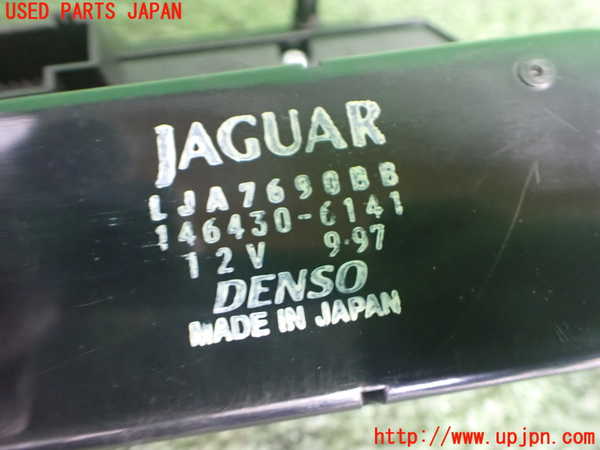 USED PARTS JAPAN
JAGUAR
LJA7690BB
146430-6141
12V 9·97
DENSO
MADE IN JAPAN
http://www.upjpn.com/